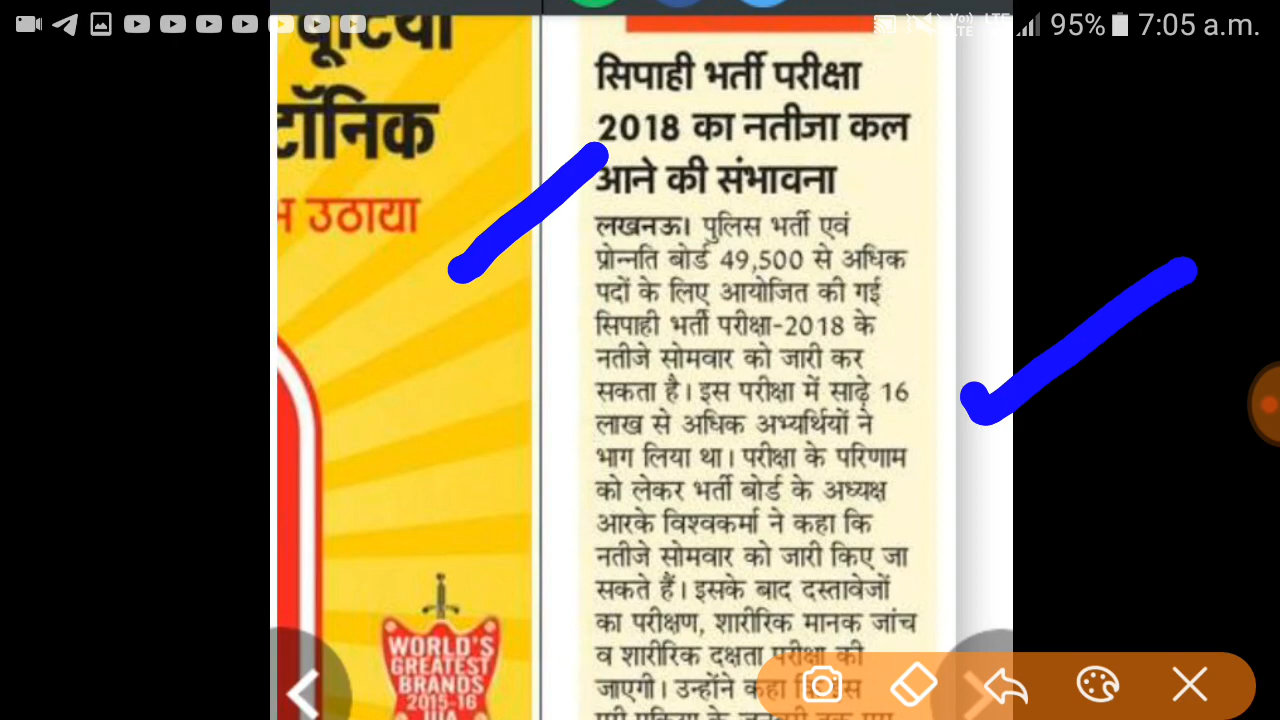 95% 7:05 a.m.
टॉनिक
उठाया
WORLD'S
GREATEST
BRANDS
2015-16
सिपाही भर्ती परीक्षा
2018 का नतीजा कल
आने की संभावना
लखनऊ। पुलिस भर्ती एवं
प्रोन्नति बोर्ड 49,500 से अधिक
पदों के लिए आयोजित की गई
सिपाही भर्ती परीक्षा-2018 के
नतीजे सोमवार को जारी कर
सकता है। इस परीक्षा में साढ़े 16
लाख से अधिक अभ्यर्थियों ने
भाग लिया था। परीक्षा के परिणाम
को लेकर भर्ती बोर्ड के अध्यक्ष
आरके विश्वकर्मा ने कहा कि
नतीजे सोमवार को जारी किए जा
सकते हैं। इसके बाद दस्तावेजों
का परीक्षण, शारीरिक मानक जांच
व शारीरिक दक्षता परीक्षा की
जाएगी। उन्होंने कहा कि इस